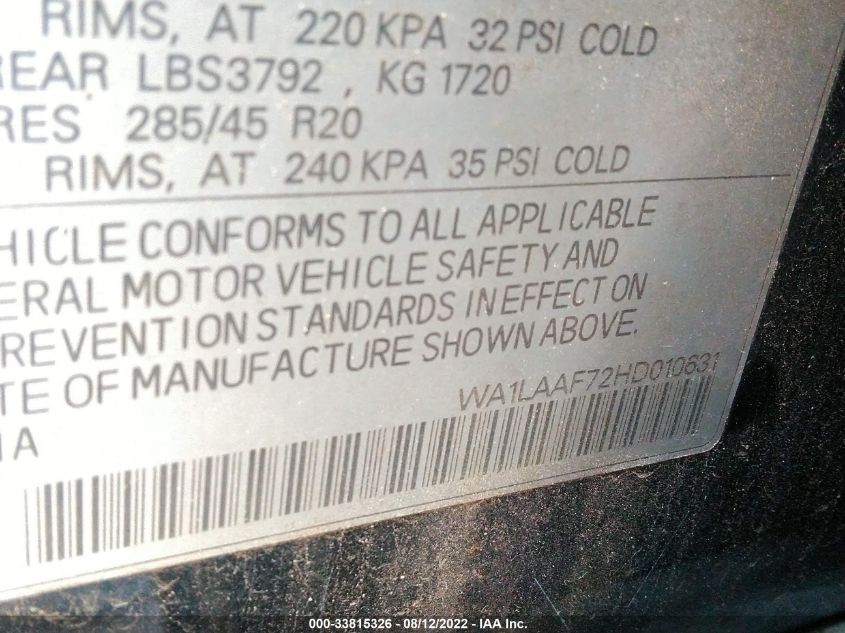 RIMS, AT 220 KPA 32 PSI COLD
REAR LBS3792 , KG 1720
RES 285/45 R20
RIMS, AT 240 KPA 35 PSI COLD
HICLE CONFORMS TO ALL APPLICABLE
ERAL MOTOR VEHICLE SAFETY AND
REVENTION STANDARDS IN EFFECT ON
TE OF MANUFACTURE SHOWN ABOVE.
WA1LAAF72HD010631
1A
000-33815326 - 08/12/2022 - IAA Inc.